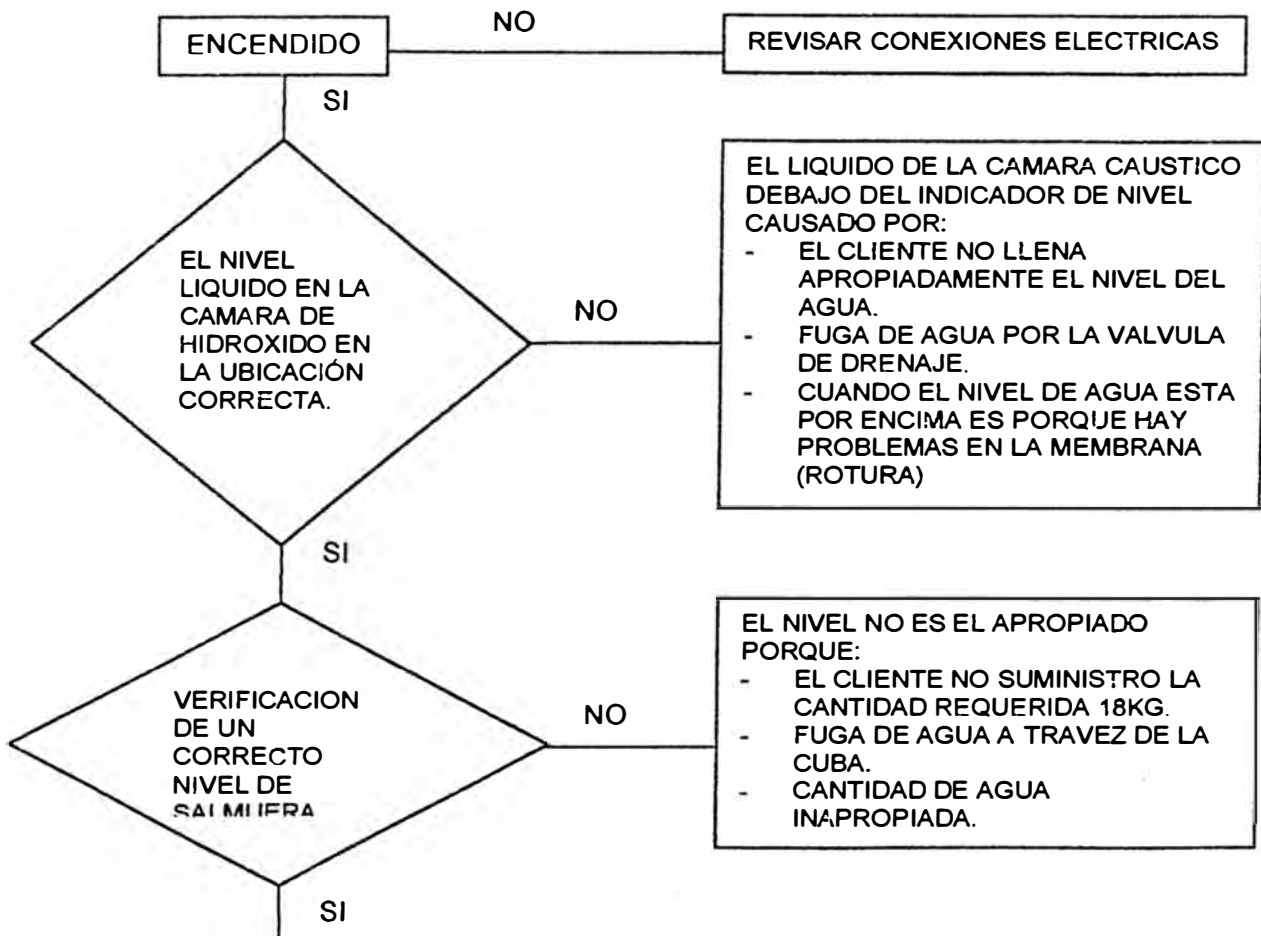 ENCENDIDO
NO
REVISAR CONEXIONES ELECTRICAS
SI
EL NIVEL
LIQUIDO EN LA
CAMARA DE
HIDROXIDO EN
LA UBICACIÓN
CORRECTA.
NO
EL LIQUIDO DE LA CAMARA CAUSTICO
DEBAJO DEL INDICADOR DE NIVEL
CAUSADO POR:
- EL CLIENTE NO LLENA
APROPIADAMENTE EL NIVEL DEL
AGUA.
- FUGA DE AGUA POR LA VALVULA
DE DRENAJE.
- CUANDO EL NIVEL DE AGUA ESTA
POR ENCIMA ES PORQUE HAY
PROBLEMAS EN LA MEMBRANA
(ROTURA)
SI
VERIFICACION
DE UN
CORRECTO
NIVEL DE
SALMUERA
NO
EL NIVEL NO ES EL APROPIADO
PORQUE:
- EL CLIENTE NO SUMINISTRO LA
CANTIDAD REQUERIDA 18KG.
- FUGA DE AGUA A TRAVEZ DE LA
CUBA.
- CANTIDAD DE AGUA
INAPROPIADA.
SI